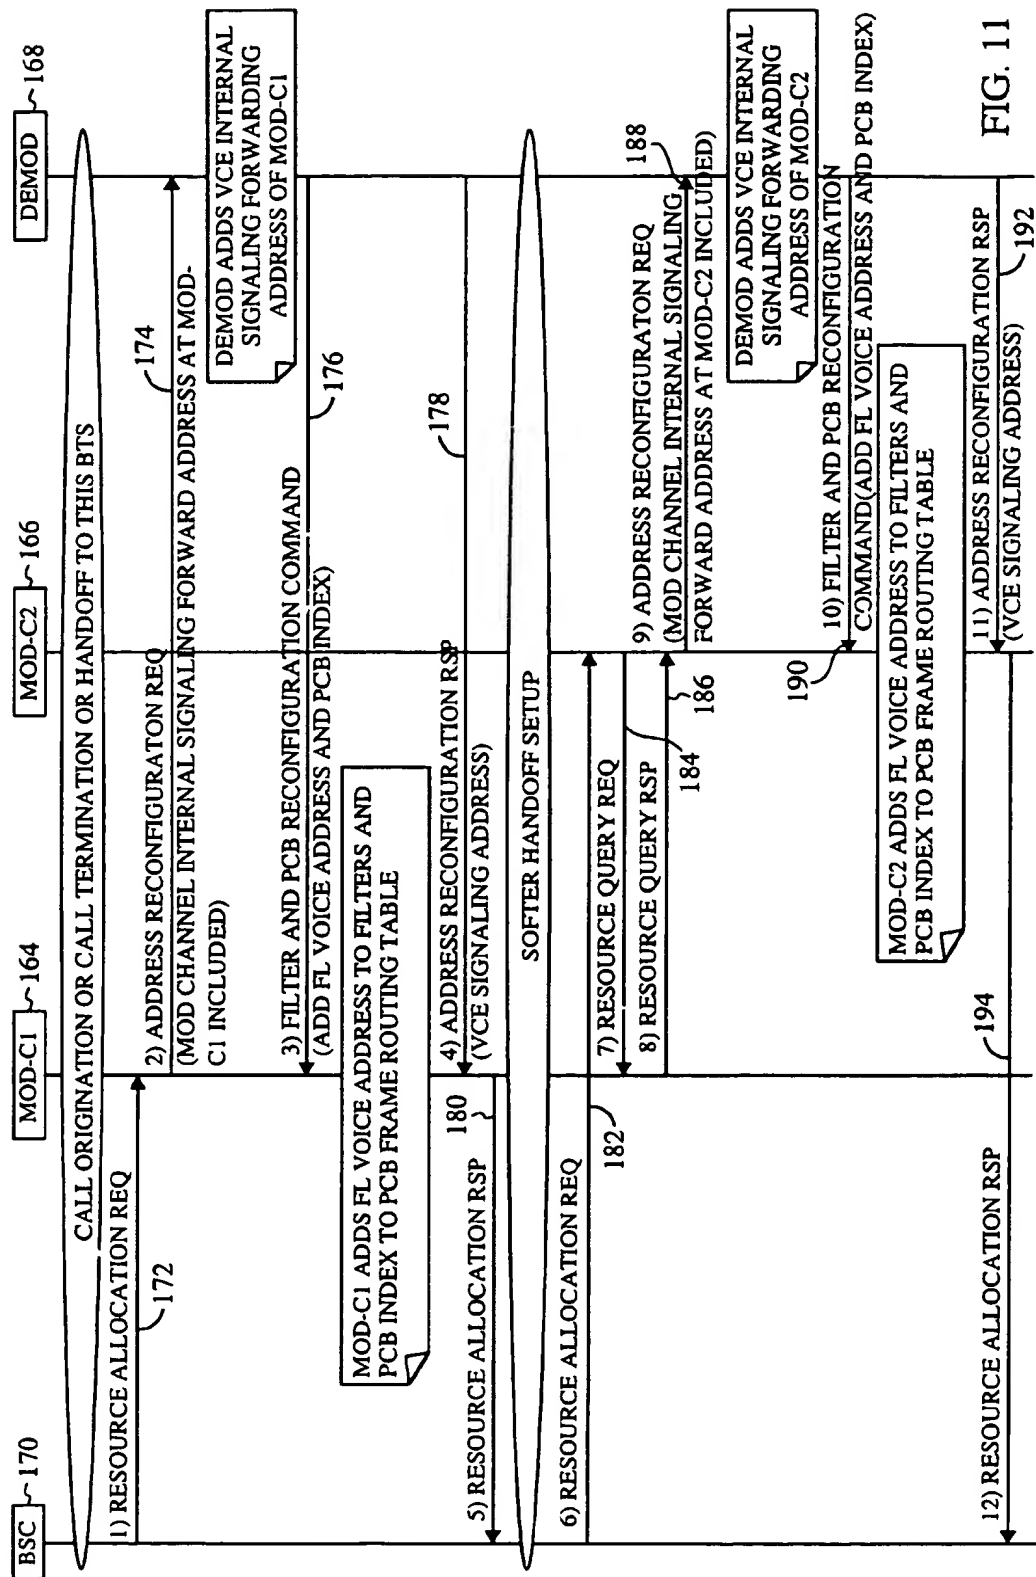 BSC
170
MOD-C1
164
MOD-C2
166
DEMOD
168
CALL ORIGINATION OR CALL TERMINATION OR HANDOFF TO THIS BTS
1) RESOURCE ALLOCATION REQ
172
2) ADDRESS RECONFIGURATON REQ
(MOD CHANNEL INTERNAL SIGNALING FORWARD ADDRESS AT MOD-
C1 INCLUDED)
174
DEMOD ADDS VCE INTERNAL
SIGNALING FORWARDING
ADDRESS OF MOD-C1
3) FILTER AND PCB RECONFIGURATION COMMAND
(ADD FL VOICE ADDRESS AND PCB INDEX)
176
MOD-C1 ADDS FL VOICE ADDRESS TO FILTERS AND
PCB INDEX TO PCB FRAME ROUTING TABLE
4) ADDRESS RECONFIGURATION RSP
(VCE SIGNALING ADDRESS)
178
5) RESOURCE ALLOCATION RSP
180
SOFTER HANDOFF SETUP
6) RESOURCE ALLOCATION REQ
182
7) RESOURCE QUERY REQ
184
8) RESOURCE QUERY RSP
186
9) ADDRESS RECONFIGURATON REQ
(MOD CHANNEL INTERNAL SIGNALING
FORWARD ADDRESS AT MOD-C2 INCLUDED)
188
DEMOD ADDS VCE INTERNAL
SIGNALING FORWARDING
ADDRESS OF MOD-C2
10) FILTER AND PCB RECONFIGURATION
COMMAND(ADD FL VOICE ADDRESS AND PCB INDEX)
190
MOD-C2 ADDS FL VOICE ADDRESS TO FILTERS AND
PCB INDEX TO PCB FRAME ROUTING TABLE
11) ADDRESS RECONFIGURATION RSP
(VCE SIGNALING ADDRESS)
192
12) RESOURCE ALLOCATION RSP
194
FIG. 11